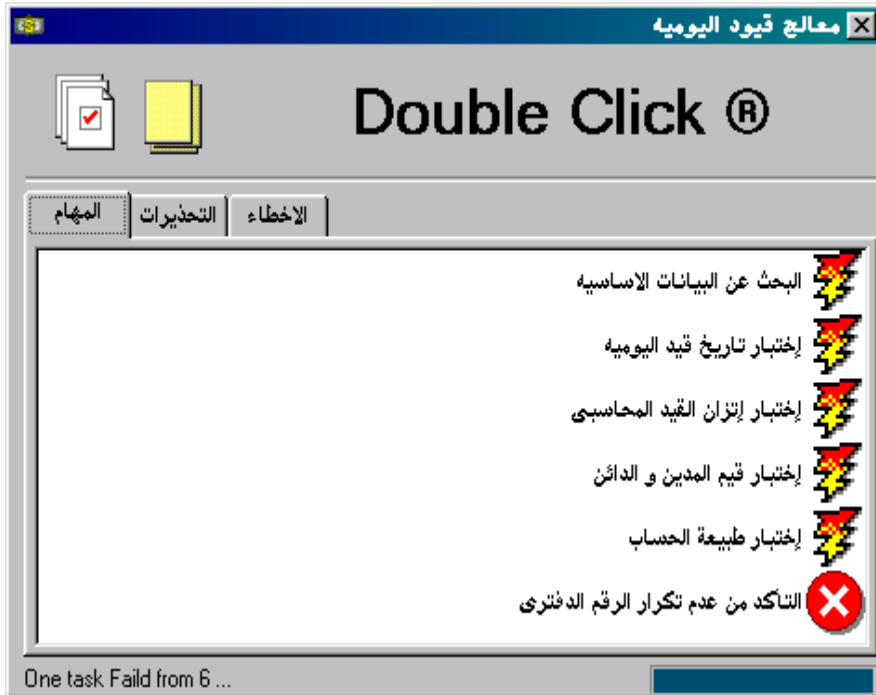 معالج قيود اليوميه
Double Click ®
المهام
التحذيرات
الاخطاء
البحث عن البيانات الاساسيه
إختبار تاريخ قيد اليوميه
إختبار إتزان القيد المحاسبى
إختبار قيم المدين و الدائن
إختبار طبيعة الحساب
التأكد من عدم تكرار الرقم الدفترى
One task Faild from 6 ...